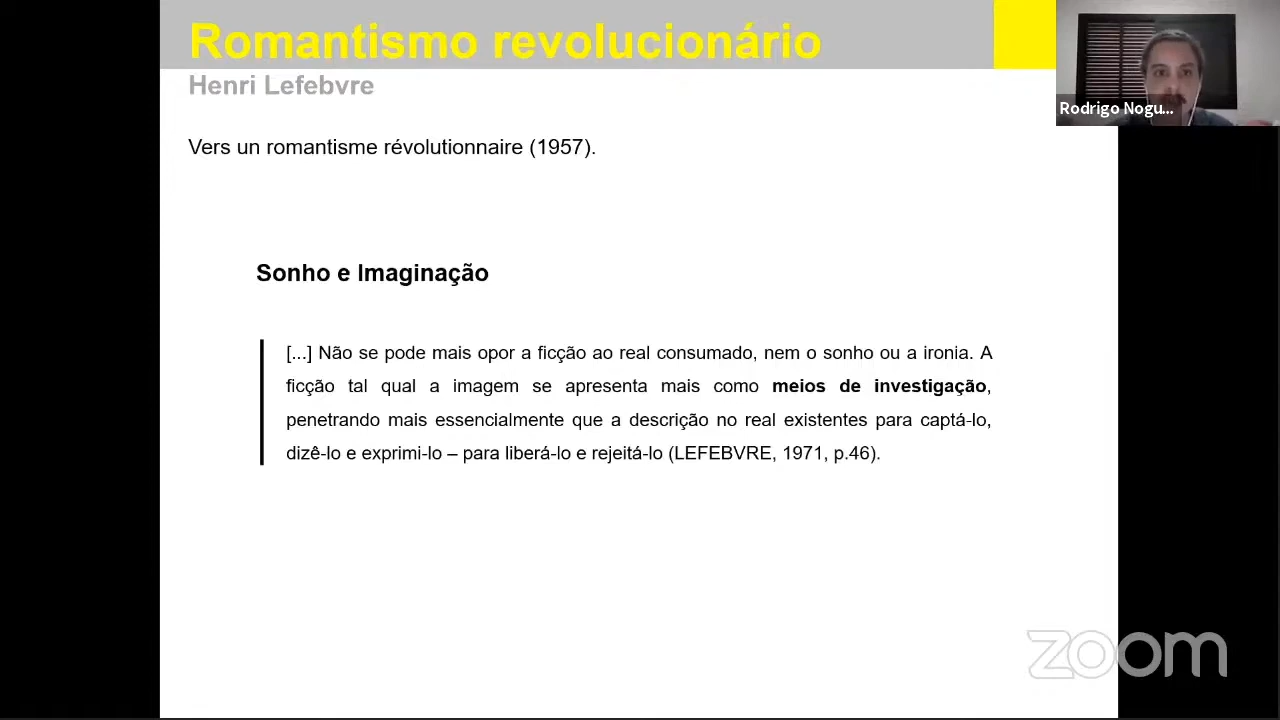 Romantismo revolucionário
Henri Lefebvre
Rodrigo Nogu...
Vers un romantisme révolutionnaire (1957).
Sonho e Imaginação
[...] Não se pode mais opor a ficção ao real consumado, nem o sonho ou a ironia. A
ficção tal qual a imagem se apresenta mais como meios de investigação,
penetrando mais essencialmente que a descrição no real existentes para captá-lo,
dizê-lo e exprimi-lo – para liberá-lo e rejeitá-lo (LEFEBVRE, 1971, p.46).
zoom